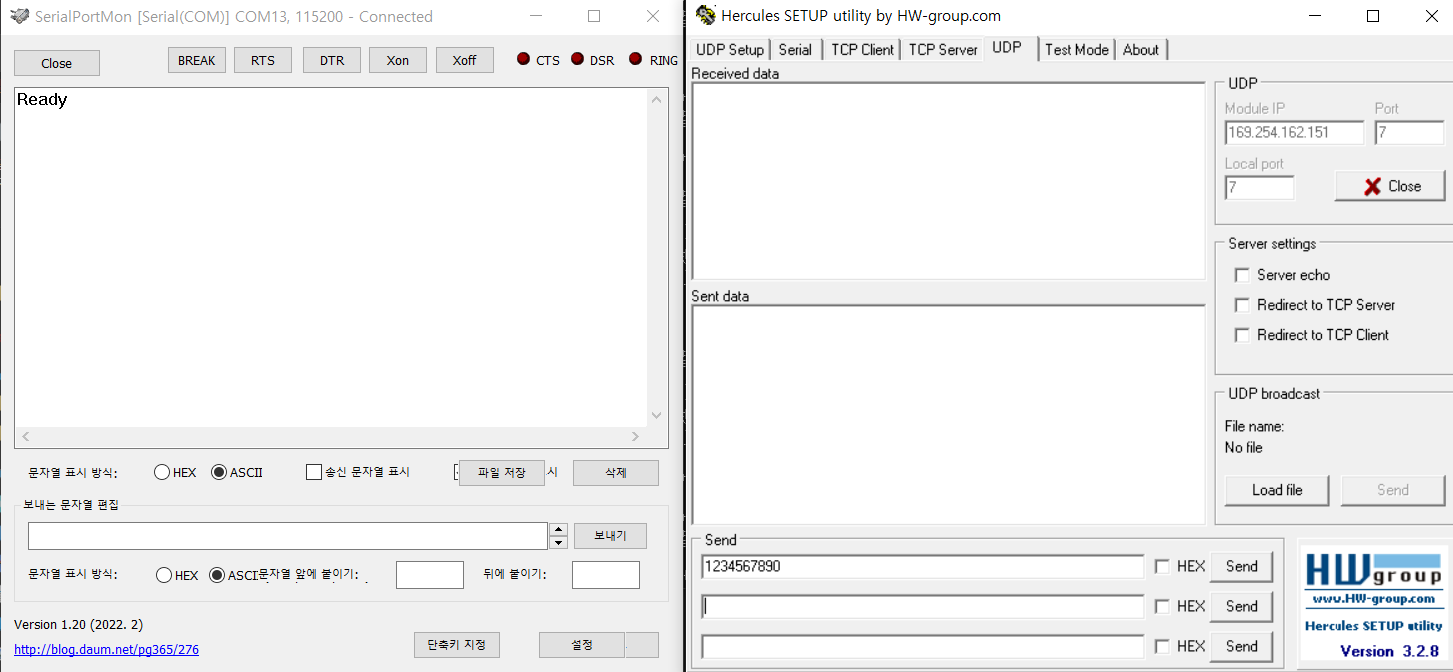 SerialPortMon [Serial(COM)] COM13, 115200 - Connected
Close
BREAK
RTS
DTR
Xon
Xoff
CTS
DSR
RING
Ready
문자열 표시 방식:
HEX
ASCII
송신 문자열 표시
파일 저장
시
삭제
보내는 문자열 편집
보내기
문자열 표시 방식:
HEX
ASCI문자열 앞에 붙이기:
뒤에 붙이기:
Version 1.20 (2022. 2)
http://blog.daum.net/pg365/276
단축키 지정
설정
Hercules SETUP utility by HW-group.com
UDP Setup
Serial
TCP Client
TCP Server
UDP
Test Mode
About
Received data
UDP
Module IP
Port
169.254.162.151
7
Local port
7
Close
Server settings
Server echo
Redirect to TCP Server
Redirect to TCP Client
Sent data
UDP broadcast
File name:
No file
Load file
Send
Send
1234567890
HEX
Send
HEX
Send
HEX
Send
HWgroup
www.HW-group.com
Hercules SETUP utility
Version 3.2.8